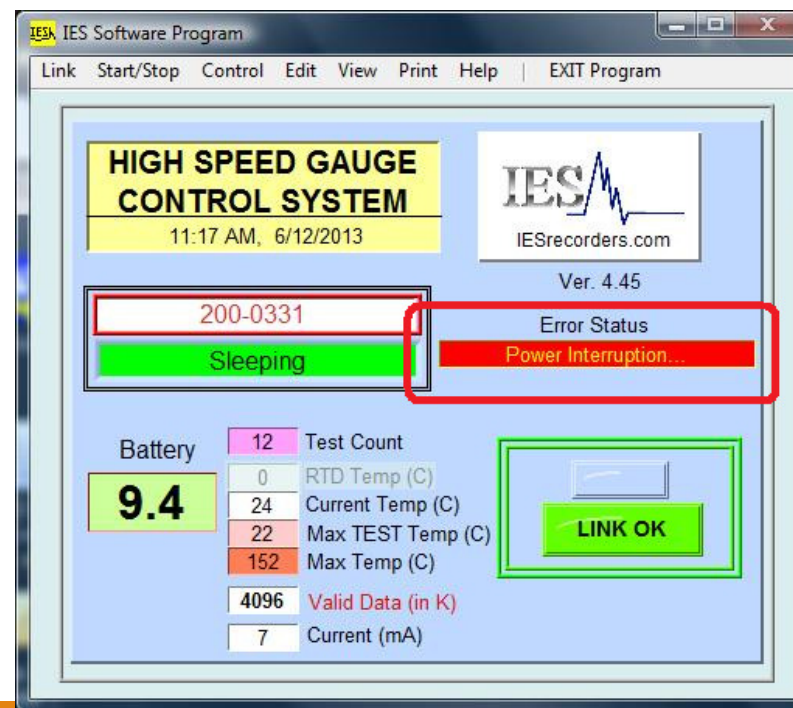 IESA IES Software Program
Link Start/Stop Control Edit View Print Help | EXIT Program
HIGH SPEED GAUGE
CONTROL SYSTEM
11:17 AM, 6/12/2013
IES
IESrecorders.com
Ver. 4.45
200-0331
Sleeping
Error Status
Power Interruption...
Battery
9.4
12 Test Count
0 RTD Temp (C)
24 Current Temp (C)
22 Max TEST Temp (C)
152 Max Temp (C)
4096 Valid Data (in K)
7 Current (mA)
LINK OK